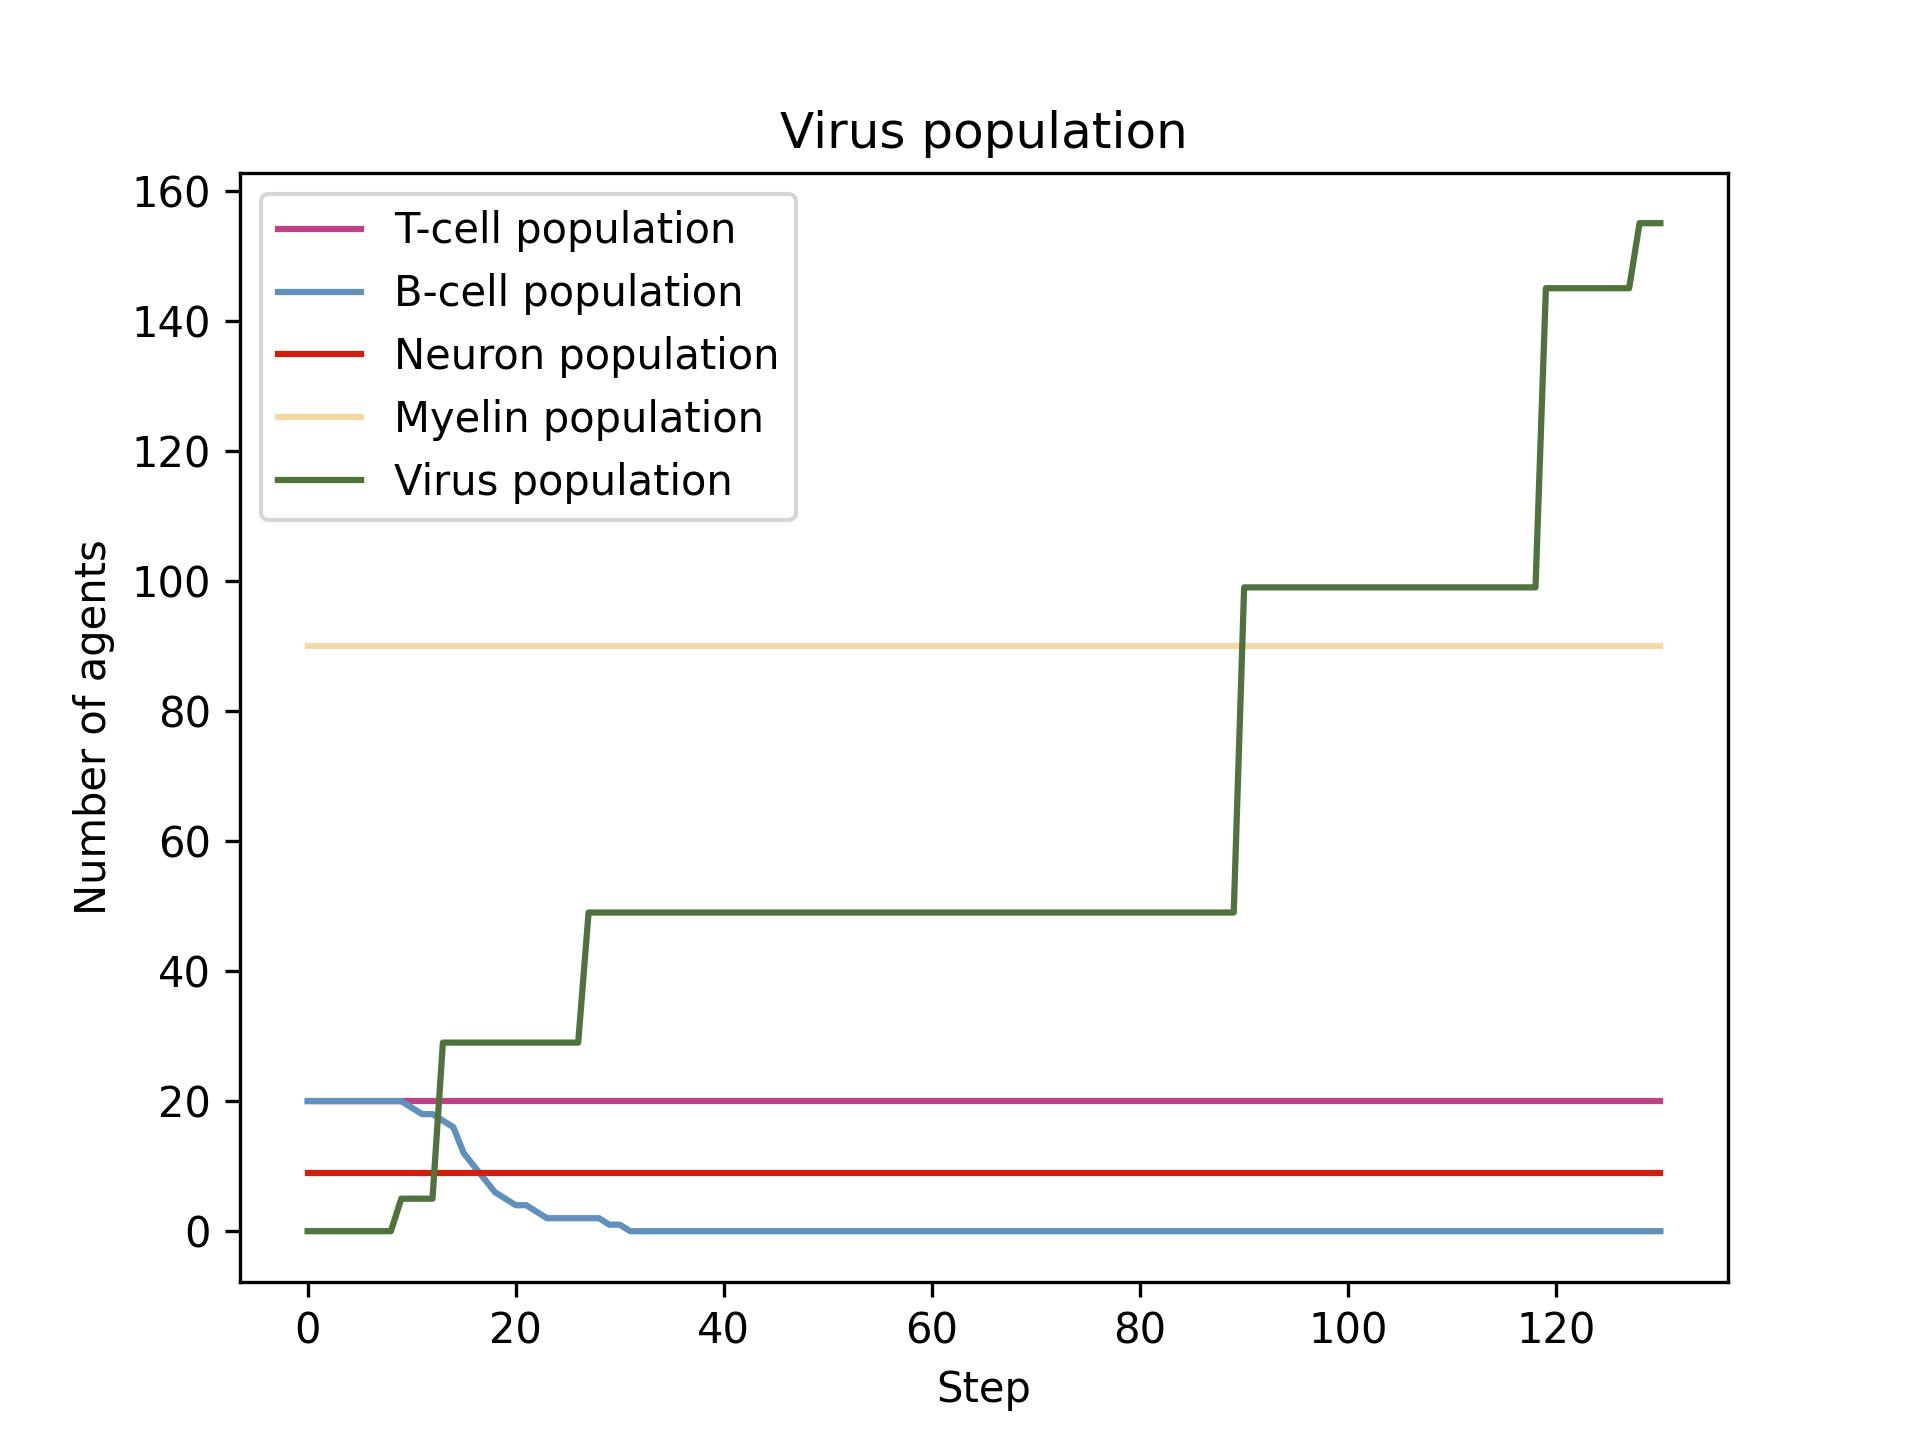 Virus population
160
140
120
100
80
60
40
20
0
Number of agents
T-cell population
B-cell population
Neuron population
Myelin population
Virus population
0 20 40 60 80 100 120
Step